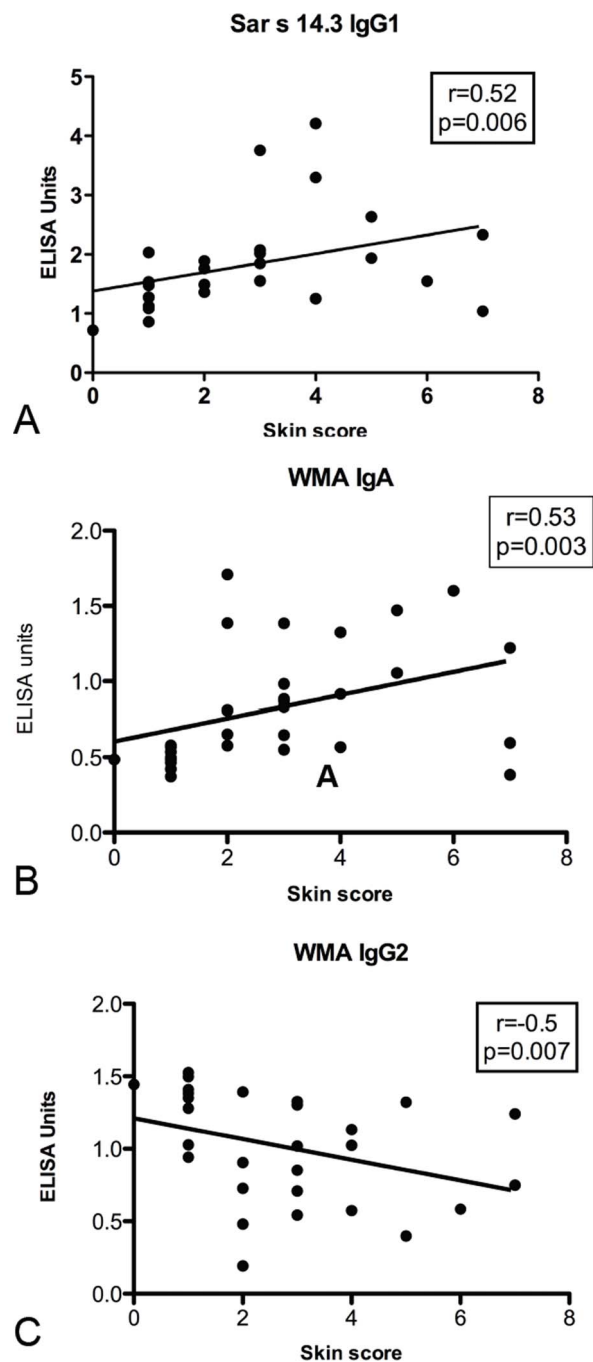 Sar s 14.3 IgG1
r=0.52
p=0.006
5
4
3
2
1
0
ELISA Units
0 2 4 6 8
Skin score
A
WMA IgA
r=0.53
p=0.003
2.0
1.5
1.0
0.5
0.0
ELISA units
A
0 2 4 6 8
Skin score
B
WMA IgG2
r=-0.5
p=0.007
2.0
1.5
1.0
0.5
0.0
ELISA Units
0 2 4 6 8
Skin score
C